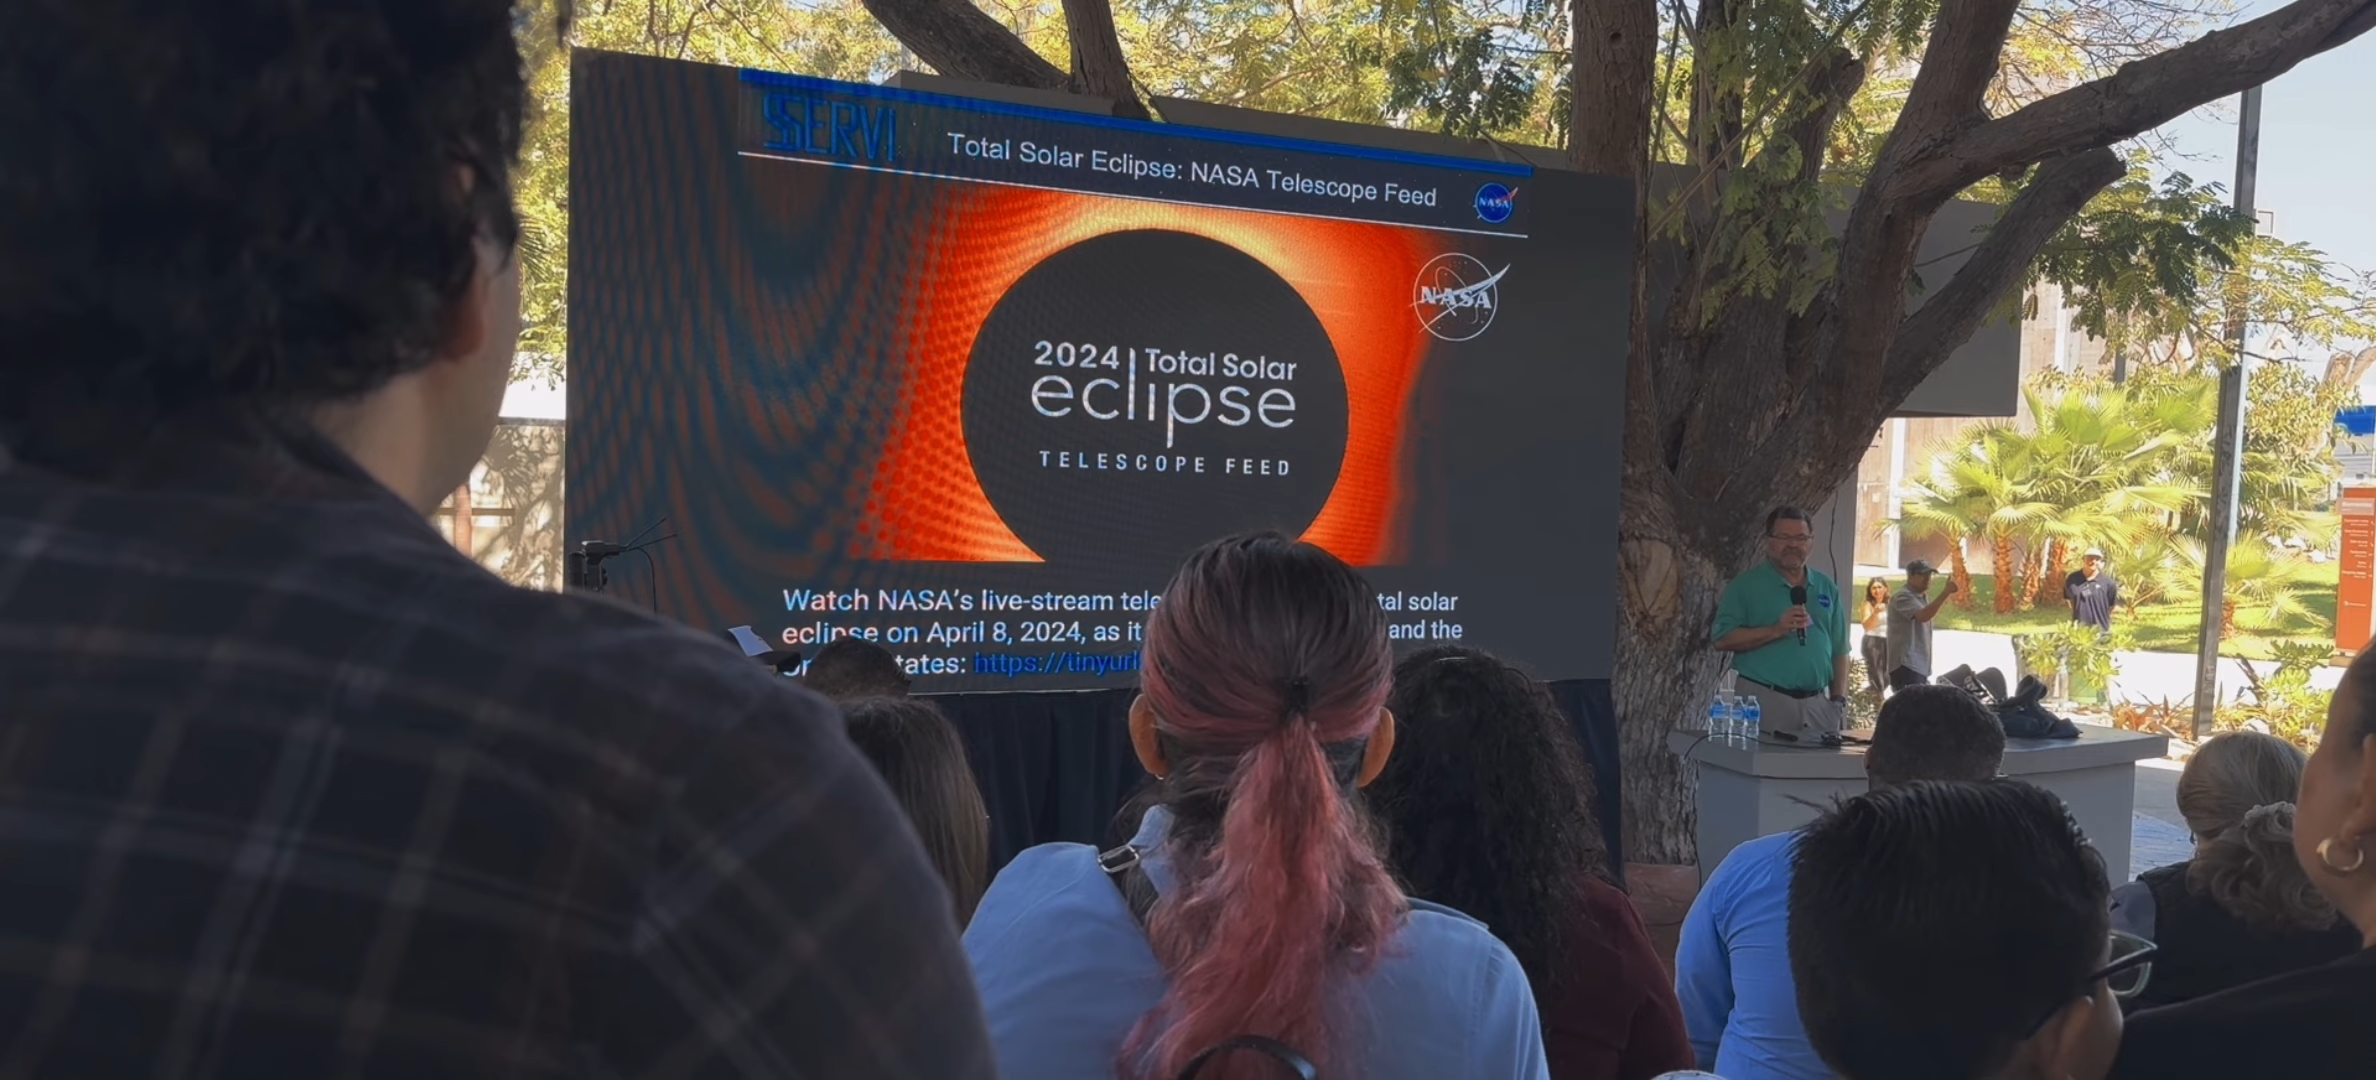 SSERVI
Total Solar Eclipse: NASA Telescope Feed
NASA
NASA
2024 | Total Solar
eclipse
TELESCOPE FEED
Watch NASA's live-stream tal solar
eclipse on April 8, 2024, as it and the
tates: https://tinyurl